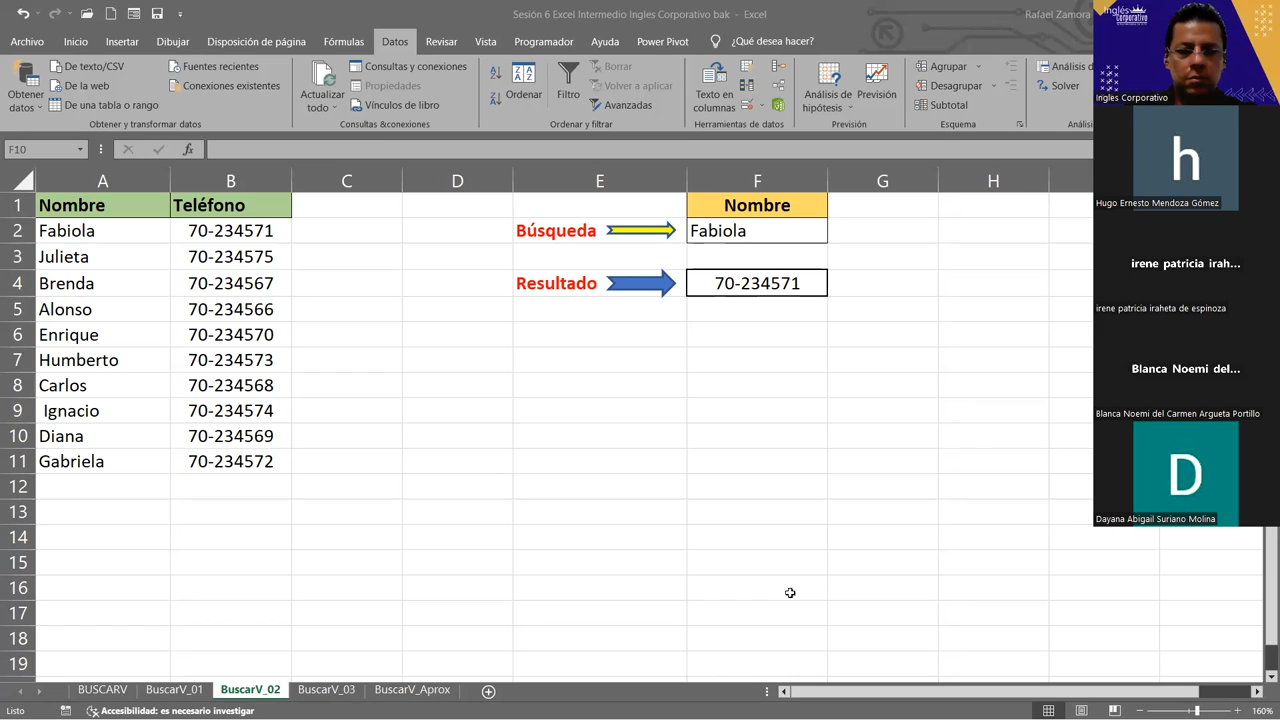 Sesión 6 Excel Intermedio Ingles Corporativo bak - Excel
Rafael Zamora
Archivo Inicio Insertar Dibujar Disposición de página Fórmulas Datos Revisar Vista Programador Ayuda Power Pivot ¿Qué desea hacer?
Obtener datos
De texto/CSV
De la web
De una tabla o rango
Fuentes recientes
Conexiones existentes
Obtener y transformar datos
Actualizar todo
Consultas y conexiones
Propiedades
Vínculos de libro
Consultas &conexiones
Ordenar
Filtro
Borrar
Volver a aplicar
Avanzadas
Ordenar y filtrar
Texto en columnas
Herramientas de datos
Análisis de hipótesis
Previsión
Previsión
Agrupar
Desagrupar
Subtotal
Esquema
Análisis d
Solver
Anális
F10
fx
A B C D E F G H
1 Nombre Teléfono Nombre
2 Fabiola 70-234571 Búsqueda Fabiola
3 Julieta 70-234575
4 Brenda 70-234567 Resultado 70-234571
5 Alonso 70-234566
6 Enrique 70-234570
7 Humberto 70-234573
8 Carlos 70-234568
9 Ignacio 70-234574
10 Diana 70-234569
11 Gabriela 70-234572
12
13
14
15
16
17
18
19
BUSCARV BuscarV_01 BuscarV_02 BuscarV_03 BuscarV_Aprox
Listo Accesibilidad: es necesario investigar 160%
Inglés
Corporativo
Ingles Corporativo
h
Hugo Ernesto Mendoza Gómez
irene patricia irah...
irene patricia iraheta de espinoza
Blanca Noemi del...
Blanca Noemi del Carmen Argueta Portillo
D
Dayana Abigail Suriano Molina